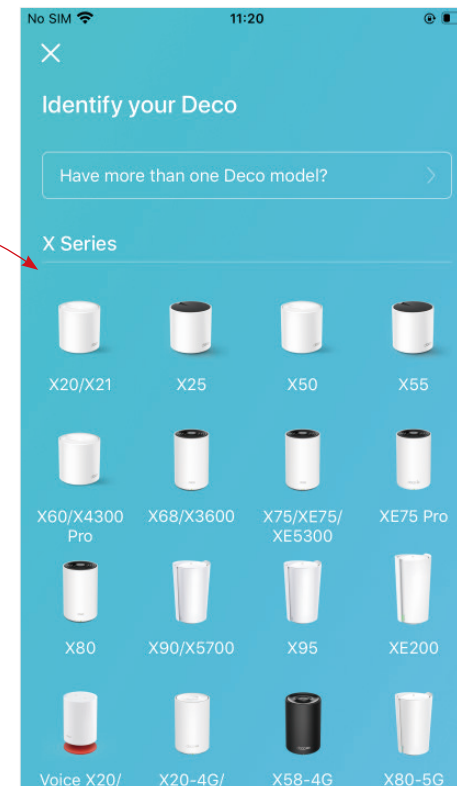 No SIM 11:20
Identify your Deco
Have more than one Deco model?
X Series
X20/X21 X25 X50 X55
X60/X4300 X68/X3600 X75/XE75/ XE75 Pro
Pro XE5300
X80 X90/X5700 X95 XE200
Voice X20/ X20-4G/ X58-4G X80-5G